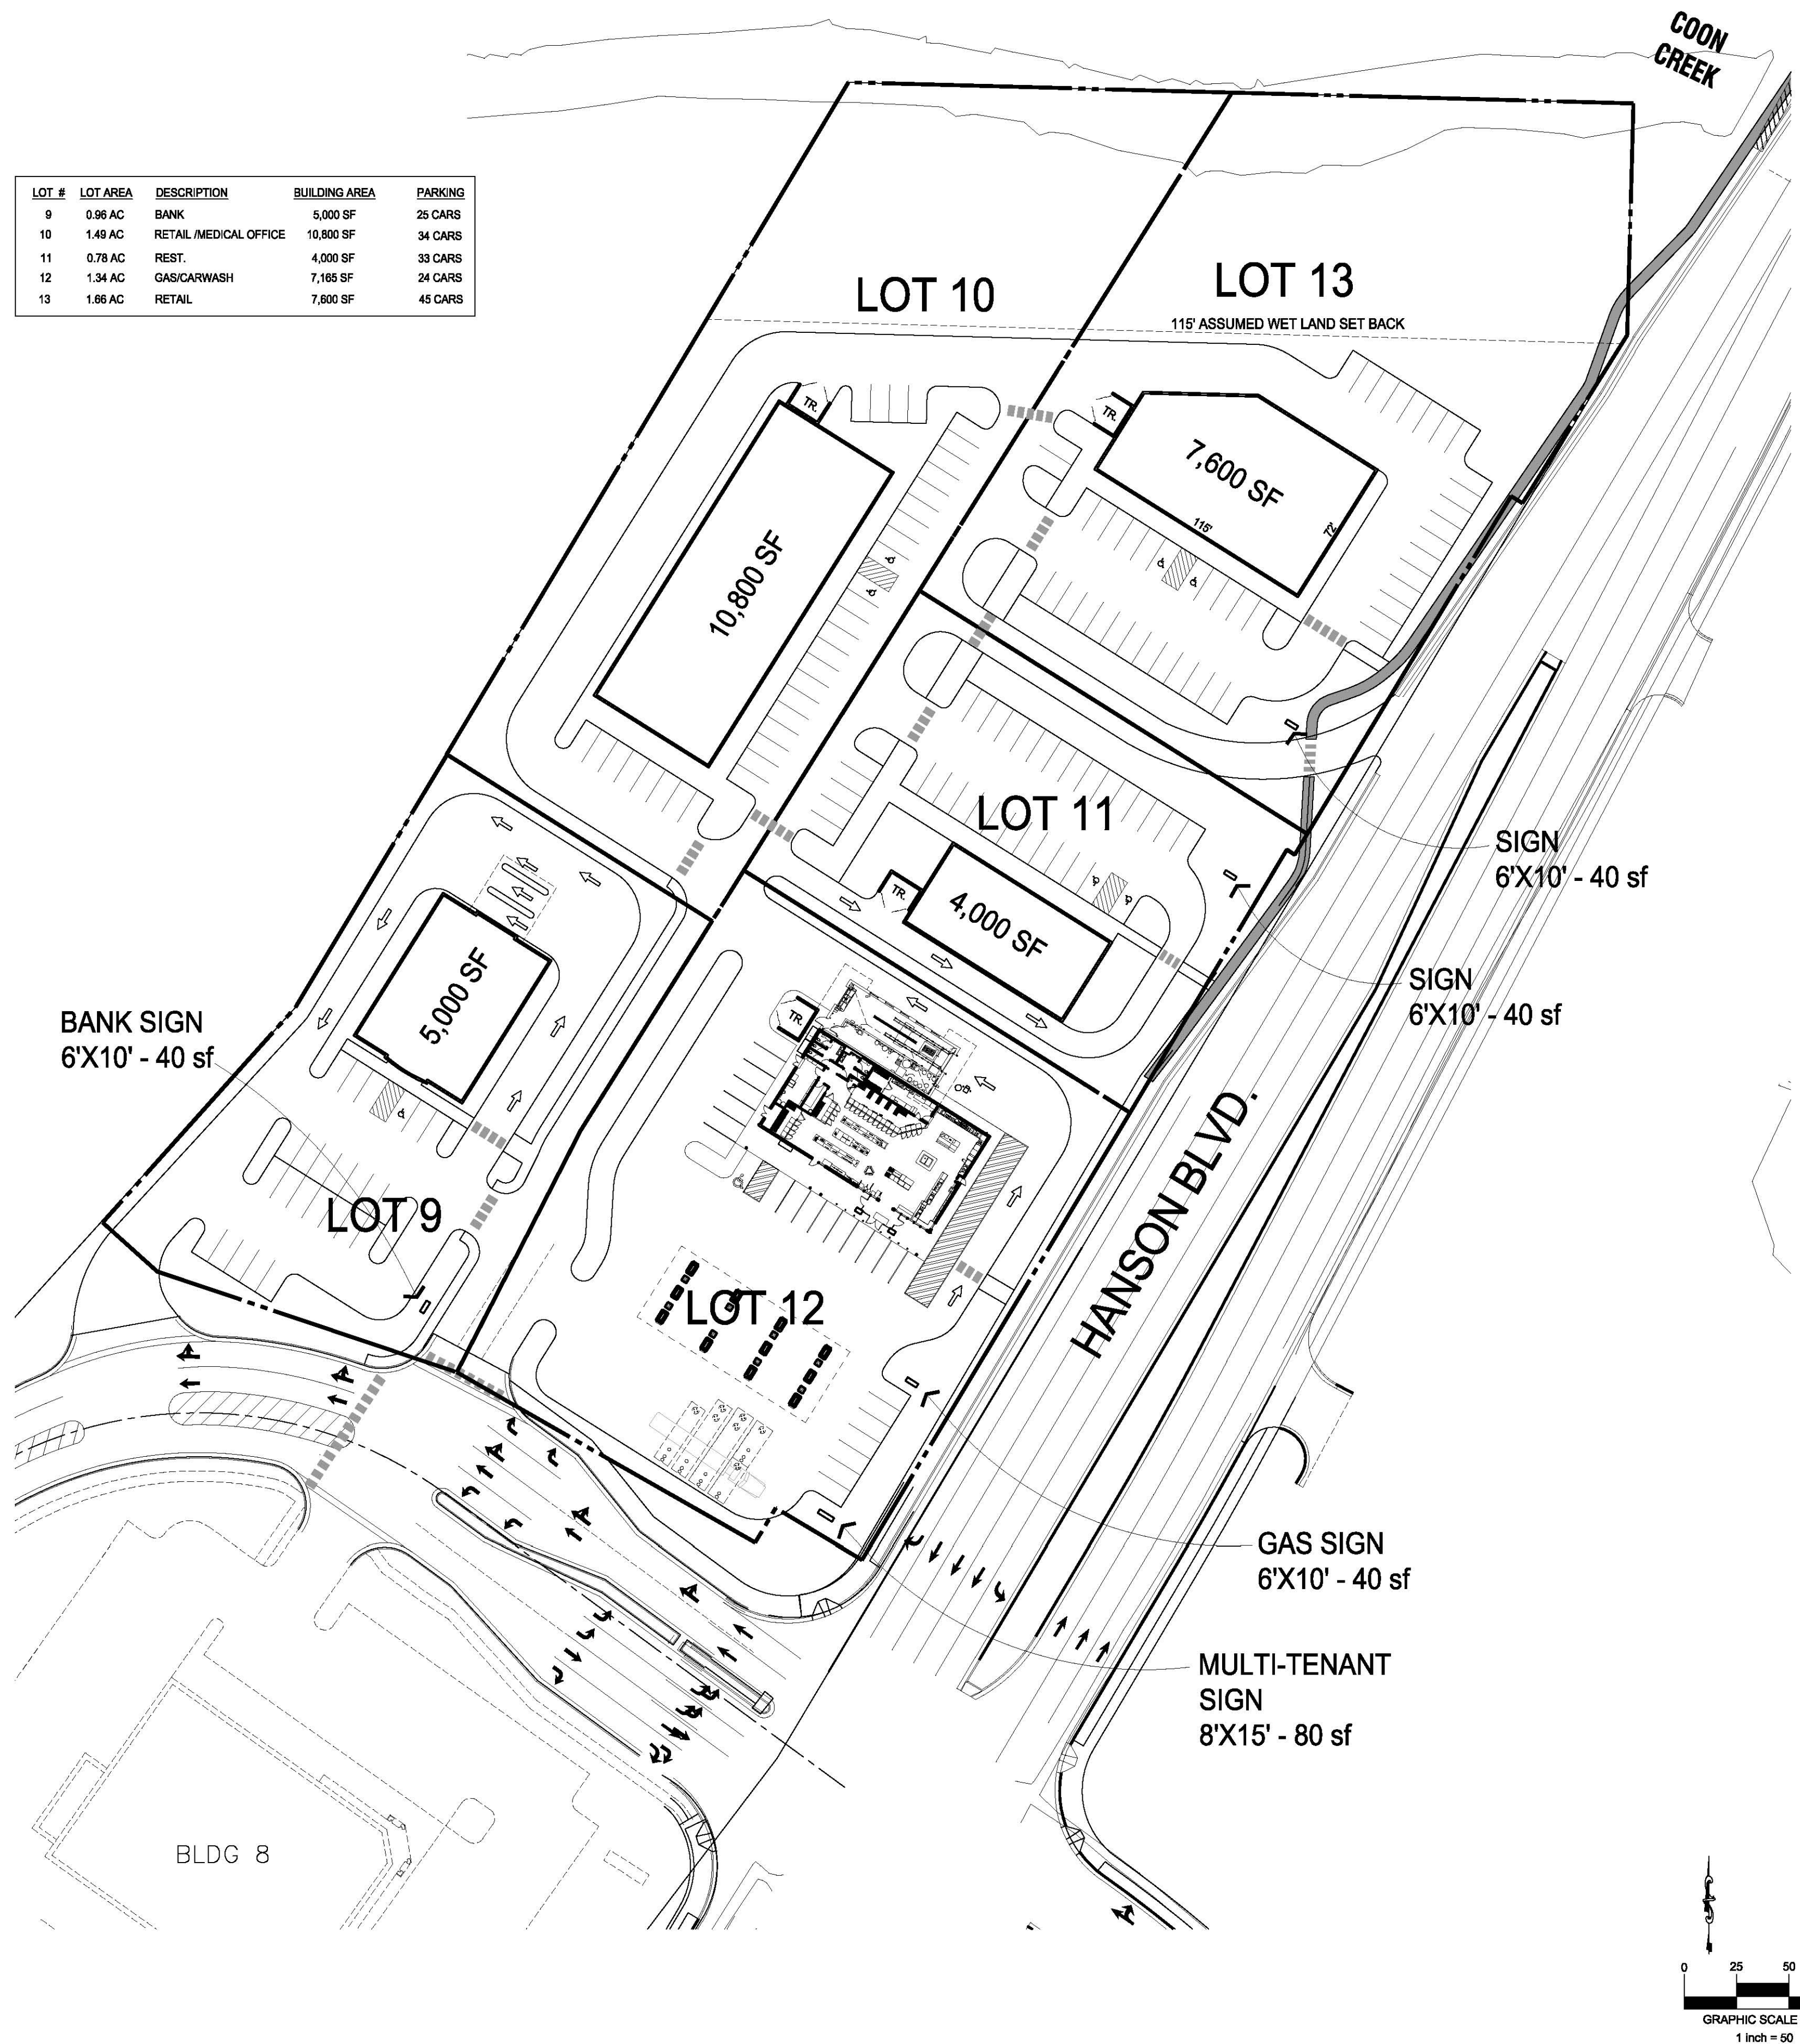 COON
CREEK
LOT # LOT AREA DESCRIPTION BUILDING AREA PARKING
9 0.96 AC BANK 5,000 SF 25 CARS
10 1.49 AC RETAIL /MEDICAL OFFICE 10,800 SF 34 CARS
11 0.78 AC REST. 4,000 SF 33 CARS
12 1.34 AC GAS/CARWASH 7,165 SF 24 CARS
13 1.66 AC RETAIL 7,600 SF 45 CARS
LOT 10
LOT 13
115' ASSUMED WET LAND SET BACK
TR.
TR.
7,600 SF
115'
72'
10,800 SF
LOT 11
SIGN
6'X10' - 40 sf
TR.
4,000 SF
5,000 SF
SIGN
6'X10' - 40 sf
BANK SIGN
6'X10' - 40 sf
TR.
HANSON BLVD.
LOT 9
LOT 12
GAS SIGN
6'X10' - 40 sf
MULTI-TENANT
SIGN
8'X15' - 80 sf
BLDG 8
0 25 50
GRAPHIC SCALE
1 inch = 50